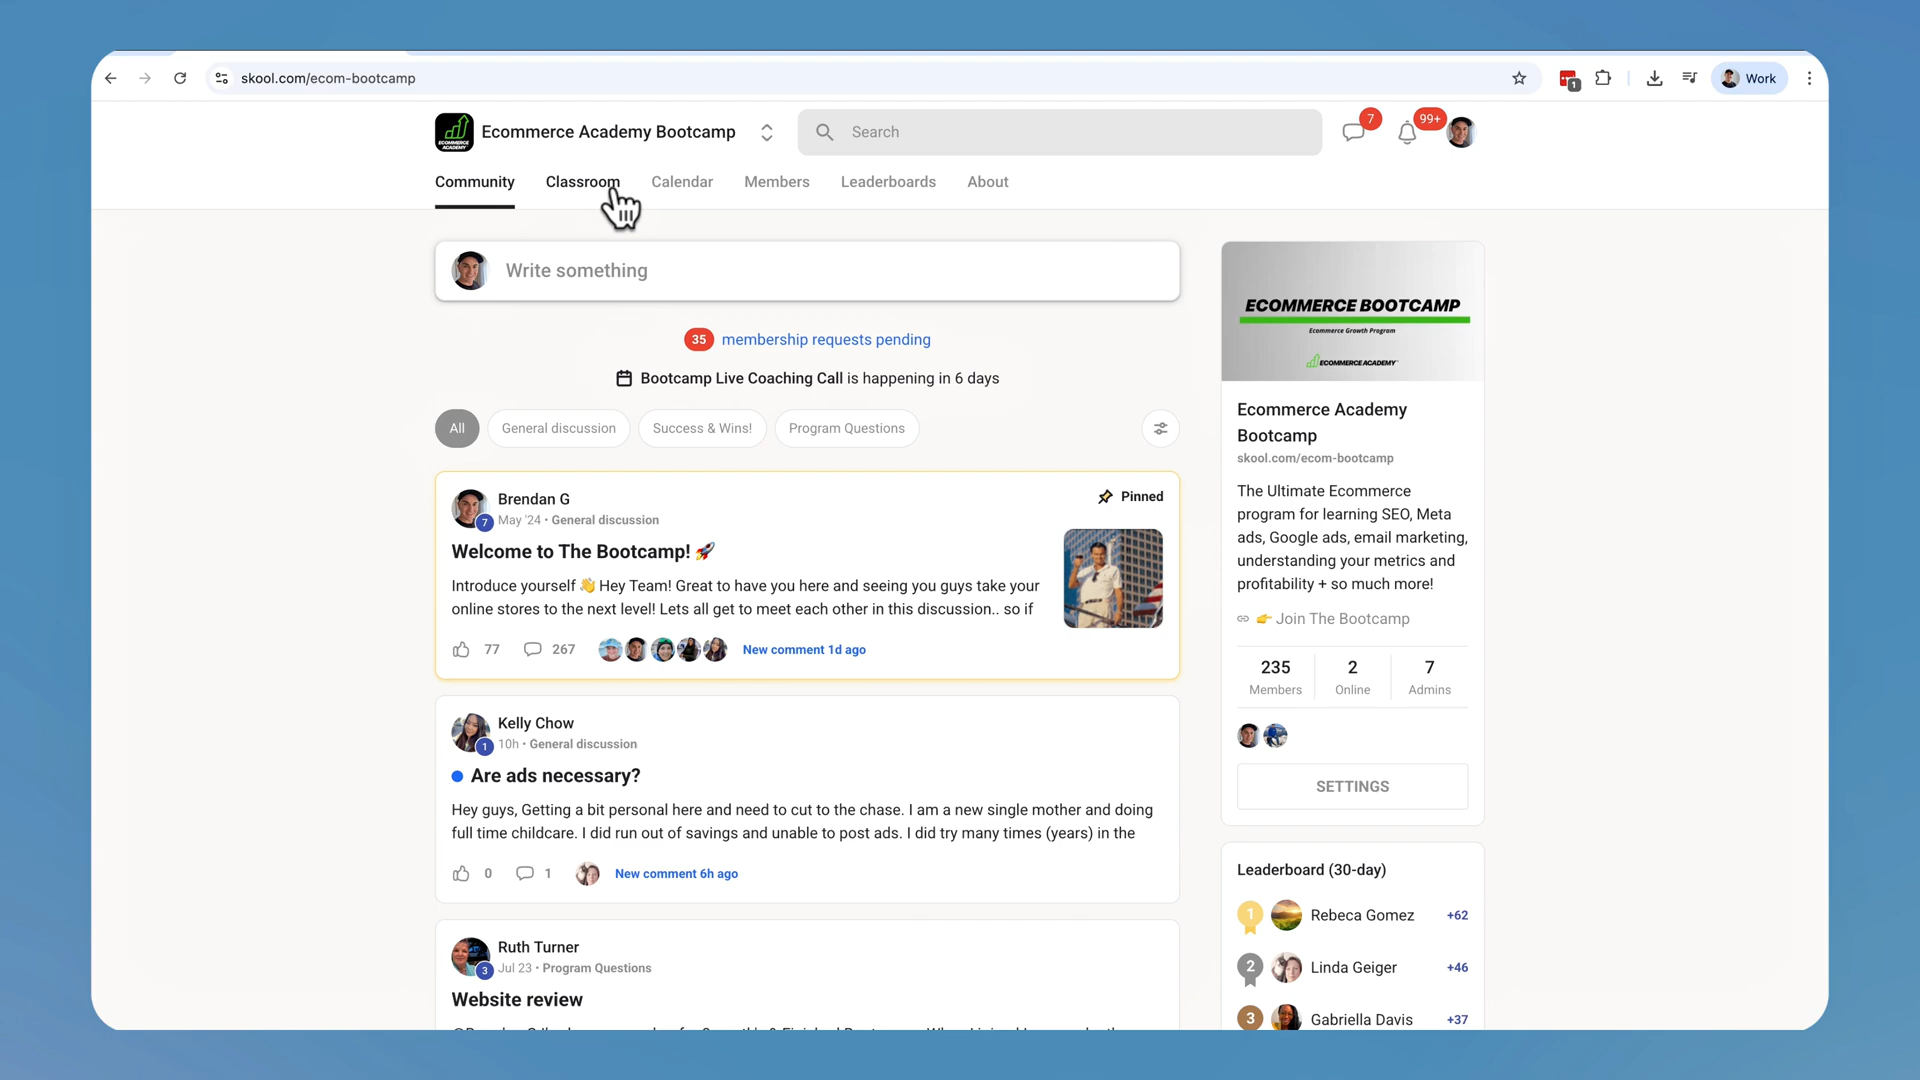 skool.com/ecom-bootcamp
1
Work
ECOMMERCE
ACADEMY
Ecommerce Academy Bootcamp
Search
7
99+
Community
Classroom
Calendar
Members
Leaderboards
About
Write something
35 membership requests pending
Bootcamp Live Coaching Call is happening in 6 days
All
General discussion
Success & Wins!
Program Questions
Brendan G
Pinned
7
May '24 • General discussion
Welcome to The Bootcamp! 🚀
Introduce yourself 👋 Hey Team! Great to have you here and seeing you guys take your
online stores to the next level! Lets all get to meet each other in this discussion.. so if
77
267
New comment 1d ago
Kelly Chow
1
10h • General discussion
Are ads necessary?
Hey guys, Getting a bit personal here and need to cut to the chase. I am a new single mother and doing
full time childcare. I did run out of savings and unable to post ads. I did try many times (years) in the
0
1
New comment 6h ago
Ruth Turner
3
Jul 23 • Program Questions
Website review
ECOMMERCE BOOTCAMP
Ecommerce Growth Program
ECOMMERCE ACADEMY
Ecommerce Academy
Bootcamp
skool.com/ecom-bootcamp
The Ultimate Ecommerce
program for learning SEO, Meta
ads, Google ads, email marketing,
understanding your metrics and
profitability + so much more!
👉 Join The Bootcamp
235
2
7
Members
Online
Admins
SETTINGS
Leaderboard (30-day)
1
Rebeca Gomez
+62
2
Linda Geiger
+46
3
Gabriella Davis
+37